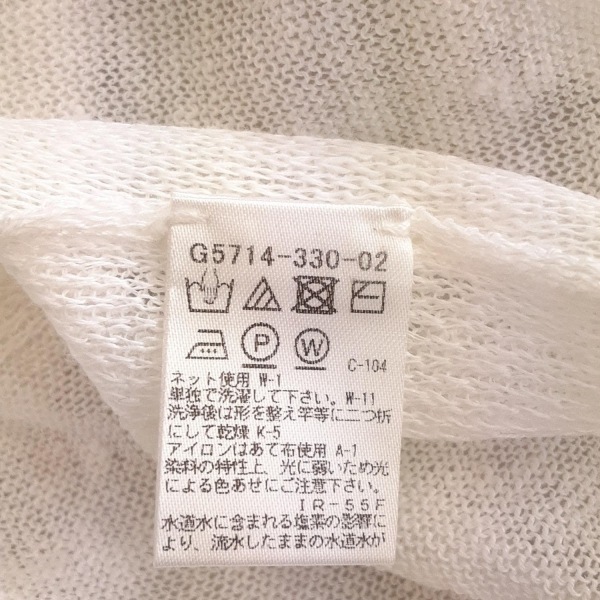 G5714-330-02
P W C-104
ネット使用 W-1
単独で洗濯して下さい。W-11
洗浄後は形を整え竿等に二つ折
にして乾燥 K-5
アイロンはあて布使用 A-1
染料の特性上、光に弱いため光
による色あせにご注意下さい。
IR-55F
水道水に含まれる塩素の影響に
より、流水したままの水道水が